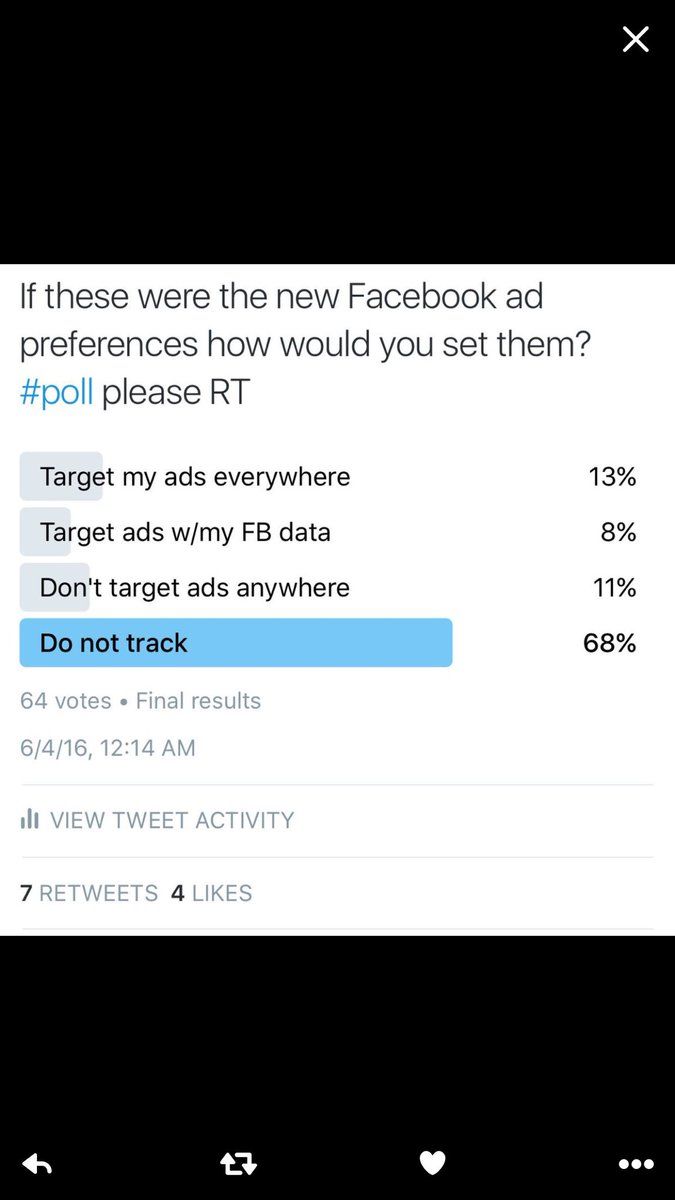 If these were the new Facebook ad
preferences how would you set them?
#poll please RT
Target my ads everywhere 13%
Target ads w/my FB data 8%
Don't target ads anywhere 11%
Do not track 68%
64 votes • Final results
6/4/16, 12:14 AM
VIEW TWEET ACTIVITY
7 RETWEETS 4 LIKES